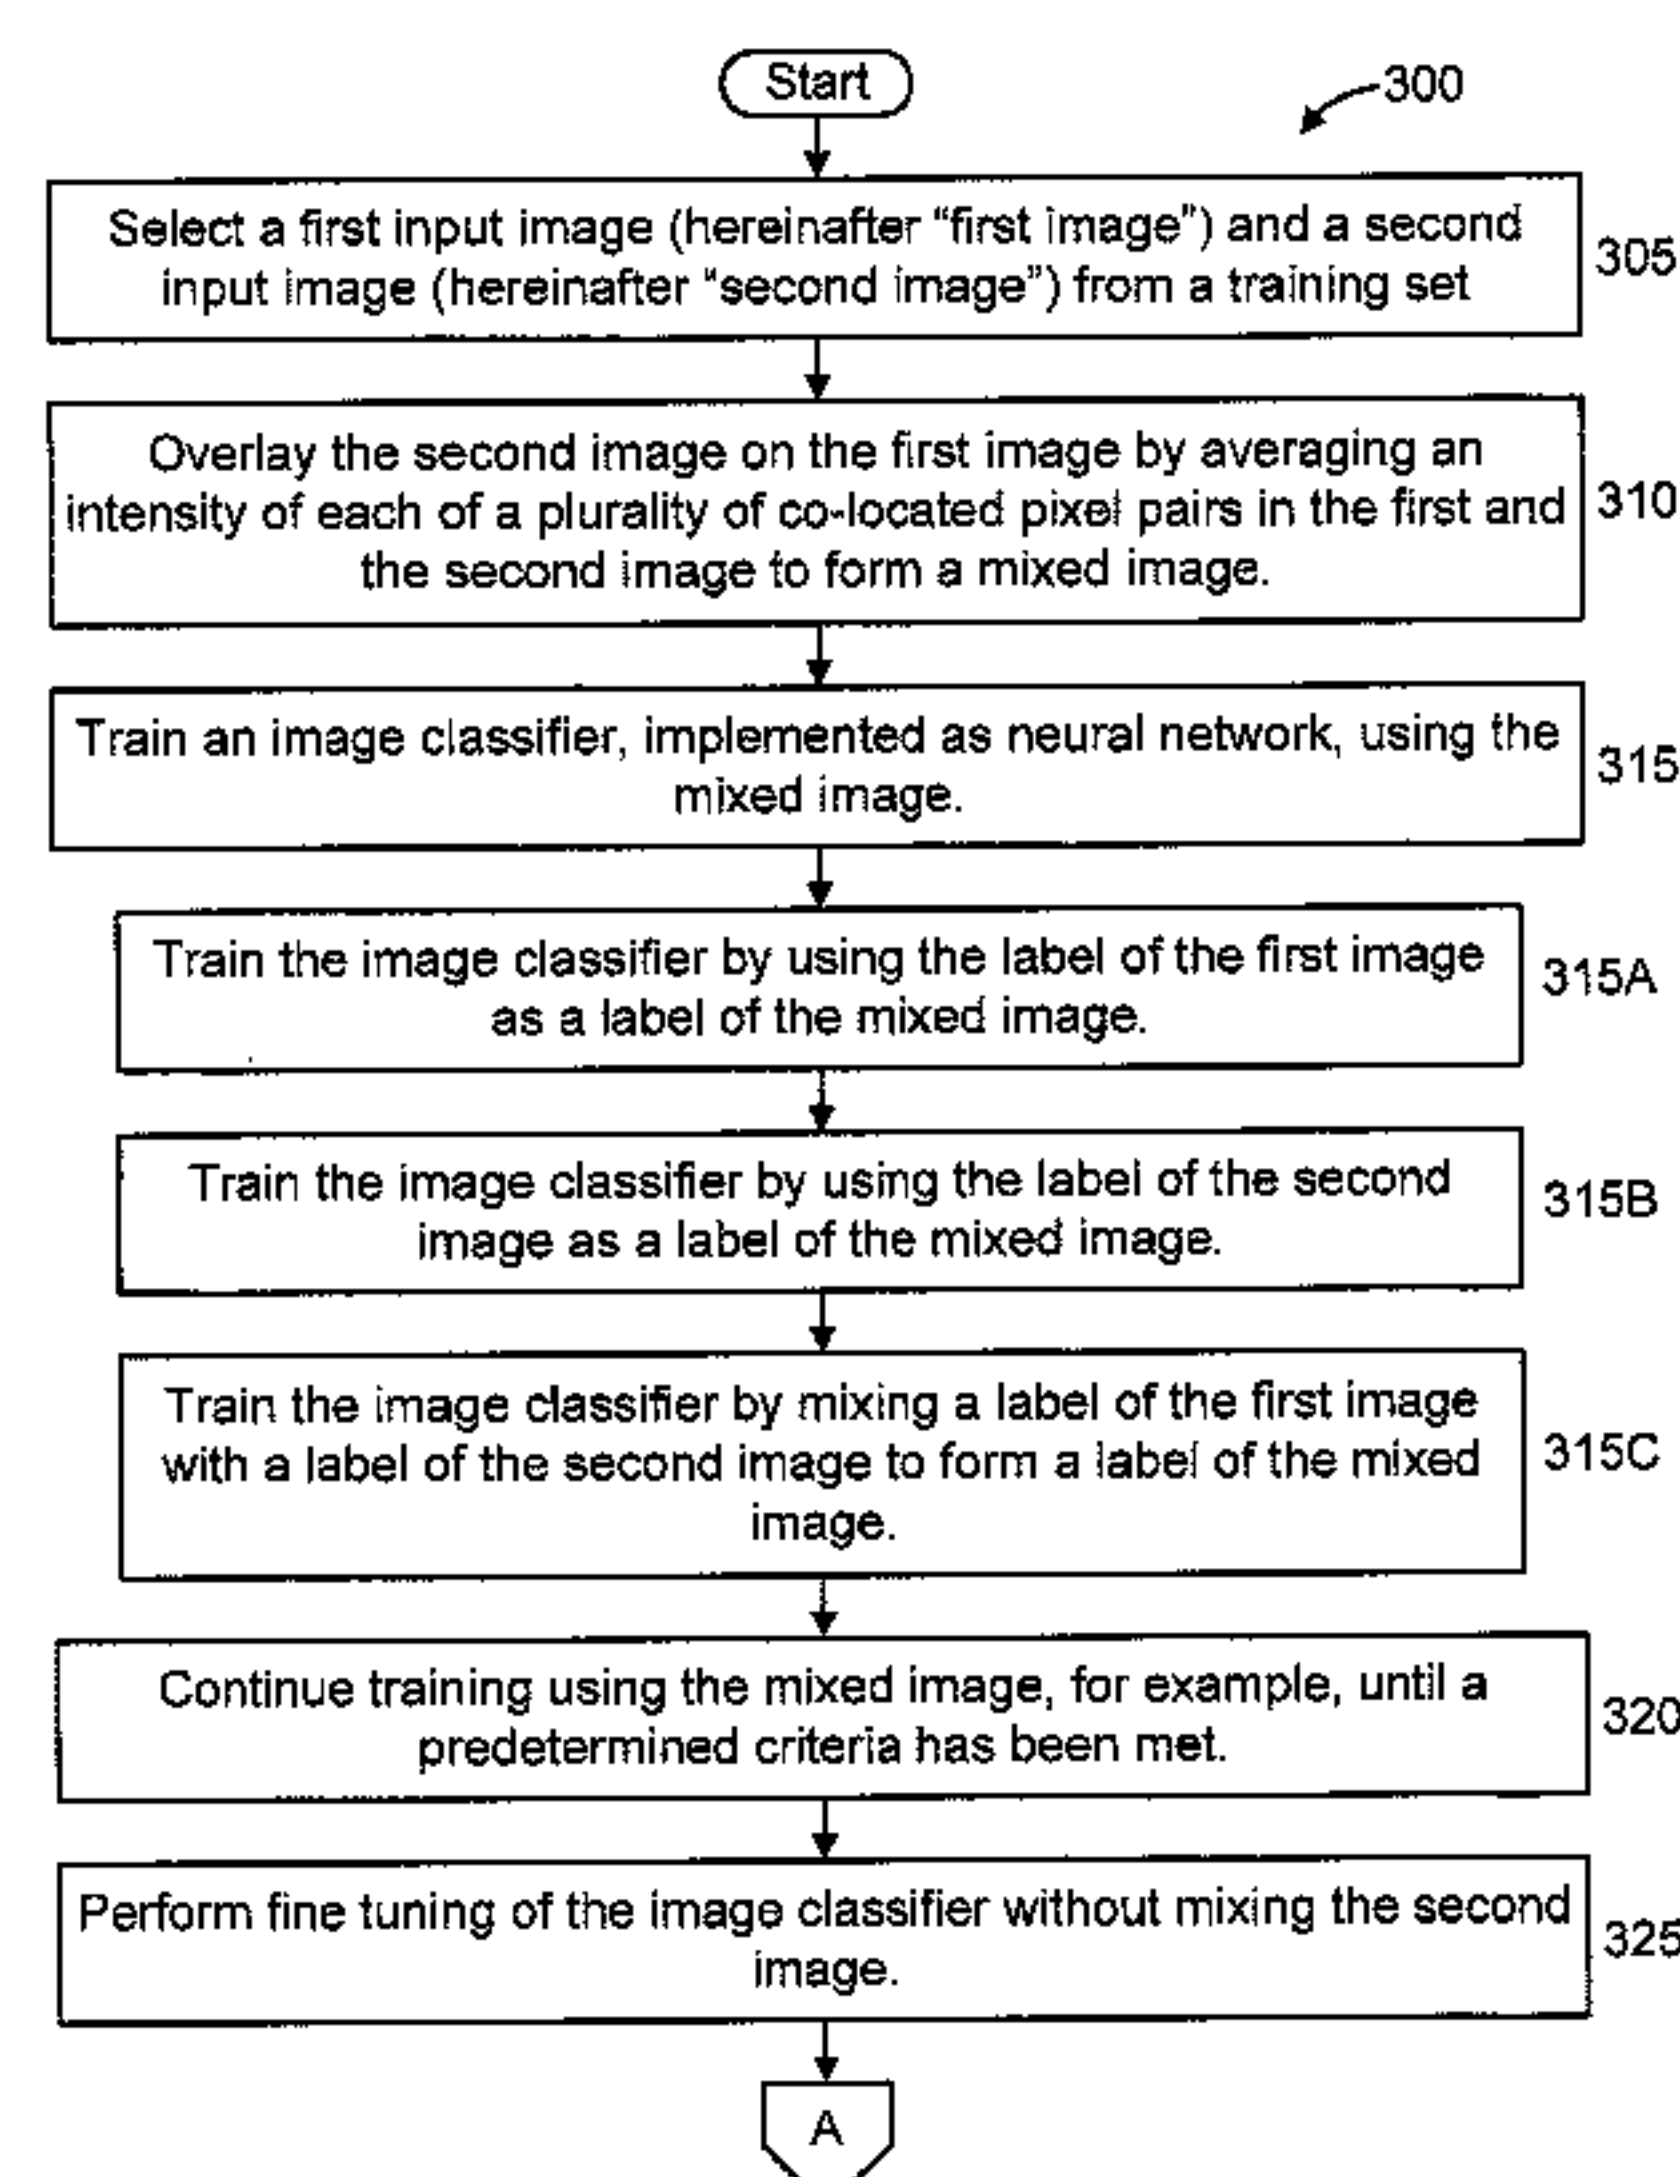 Start
300
Select a first input image (hereinafter “first image”) and a second
input image (hereinafter “second image”) from a training set
305
Overlay the second image on the first image by averaging an
intensity of each of a plurality of co-located pixel pairs in the first and
the second image to form a mixed image.
310
Train an image classifier, implemented as neural network, using the
mixed image.
315
Train the image classifier by using the label of the first image
as a label of the mixed image.
315A
Train the image classifier by using the label of the second
image as a label of the mixed image.
315B
Train the image classifier by mixing a label of the first image
with a label of the second image to form a label of the mixed
image.
315C
Continue training using the mixed image, for example, until a
predetermined criteria has been met.
320
Perform fine tuning of the image classifier without mixing the second
image.
325
A